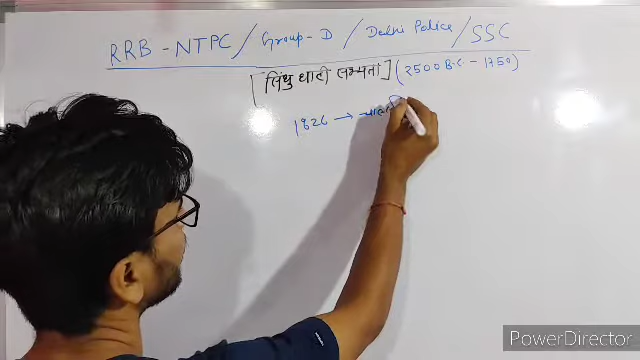 RRB - NTPC / Group - D / Delhi Police / SSC
[सिंधु घाटी सभ्यता] (2500 B.C. - 1750)
1826 →
PowerDirector